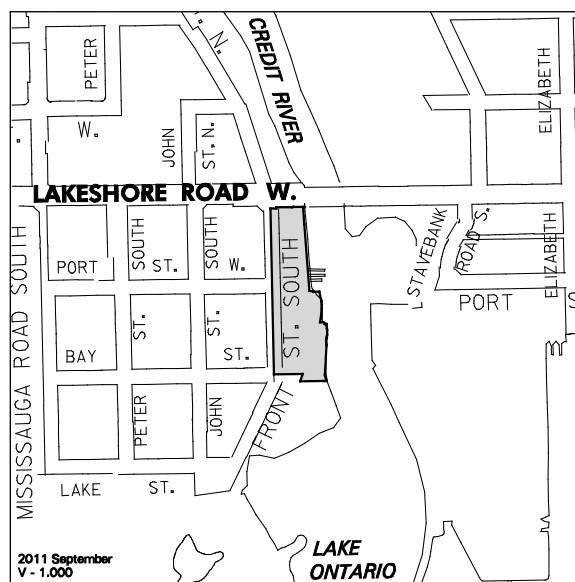 PETER
W.
JOHN
ST. N.
N.
CREDIT RIVER
ELIZABETH
LAKESHORE ROAD W.
MISSISSAUGA ROAD SOUTH
PORT ST. W.
SOUTH
ST.
SOUTH
ST.
ST. SOUTH
FRONT
STAVEBANK
ROAD S.
ELIZABETH
PORT S
BAY ST.
PETER
JOHN
LAKE ST.
2011 September
V - 1.000
LAKE
ONTARIO